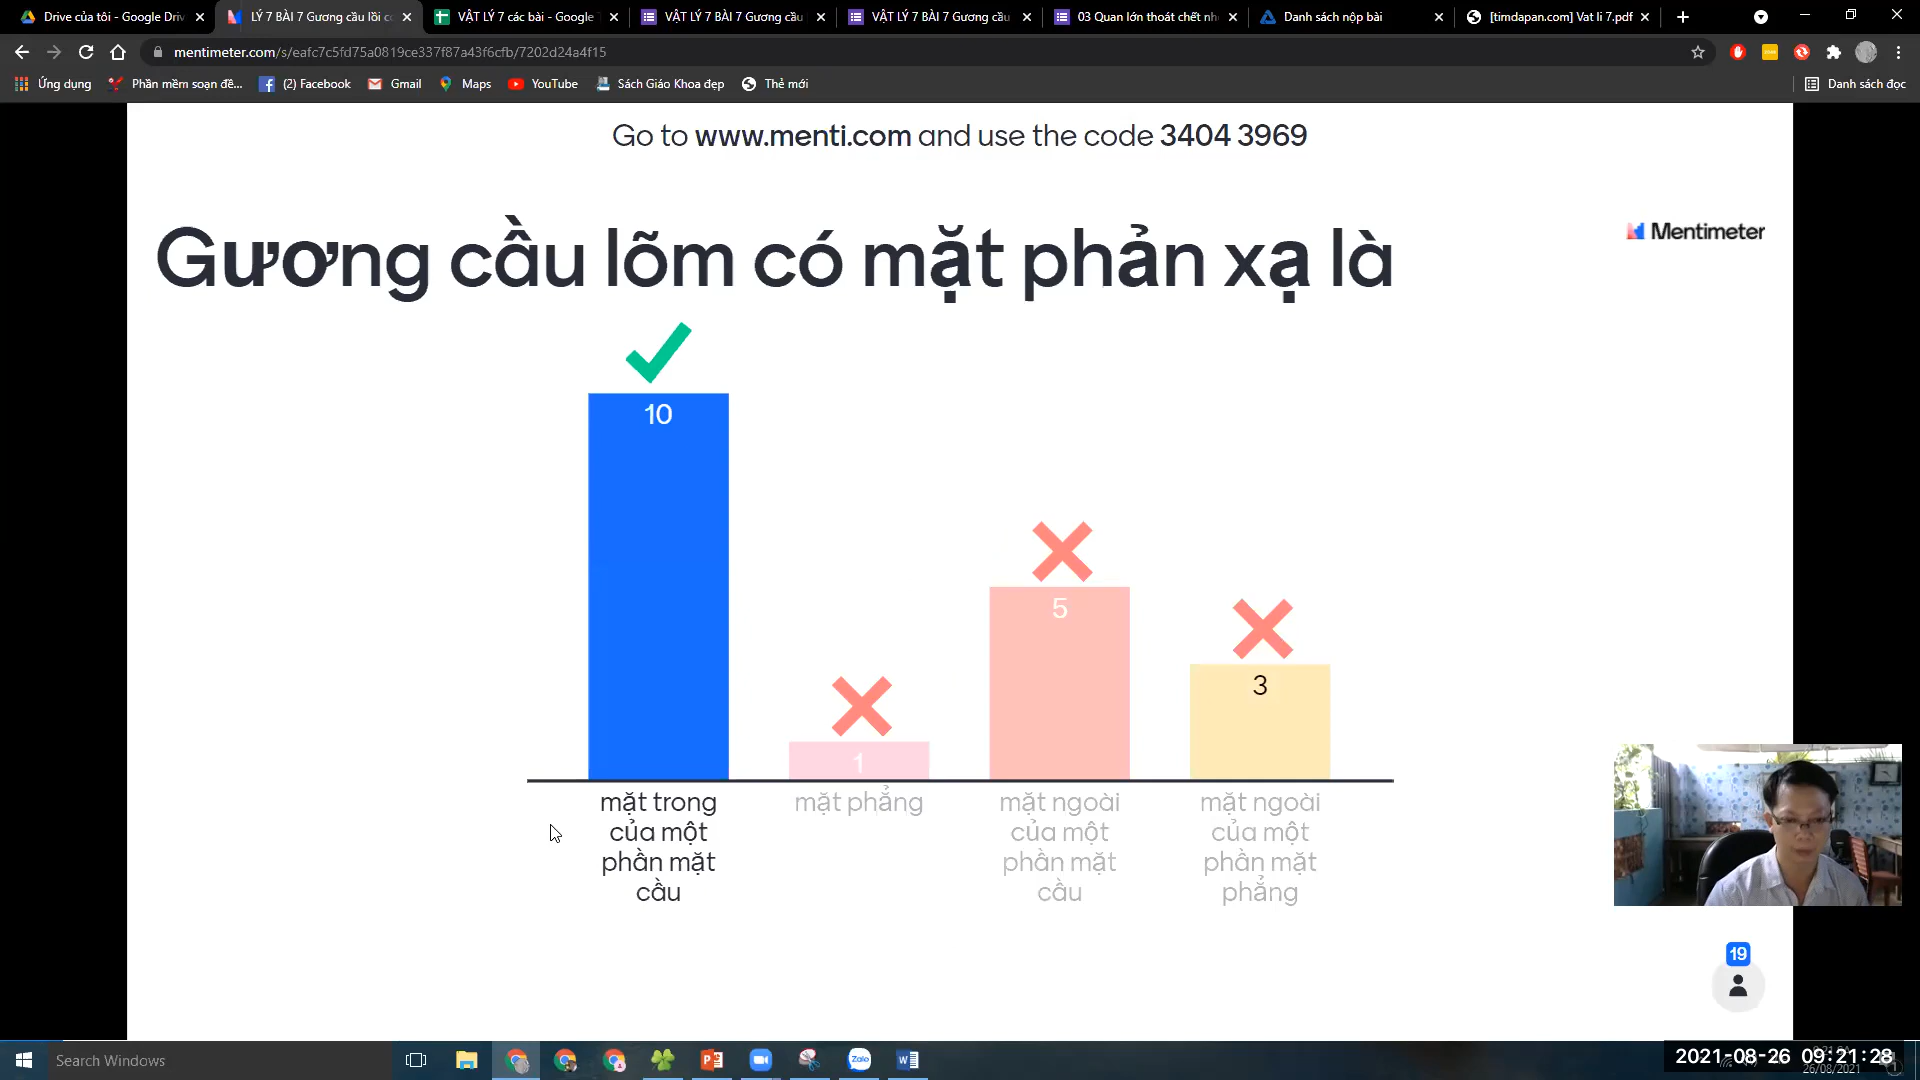 Drive của tôi - Google Driv
LÝ 7 BÀI 7 Gương cầu lồi c
VẬT LÝ 7 các bài - Google
VẬT LÝ 7 BÀI 7 Gương cầu
VẬT LÝ 7 BÀI 7 Gương cầu
03 Quan lớn thoát chết nh
Danh sách nộp bài
[timdapan.com] Vat li 7.pdf
mentimeter.com/s/eafc7c5fd75a0819ce337f87a43f6cfb/7202d24a4f15
Ứng dụng
Phần mềm soạn đề...
(2) Facebook
Gmail
Maps
YouTube
Sách Giáo Khoa đẹp
Thẻ mới
Danh sách đọc
Go to www.menti.com and use the code 3404 3969
Gương cầu lõm có mặt phản xạ là
Mentimeter
10
1
5
3
mặt trong
của một
phần mặt
cầu
mặt phẳng
mặt ngoài
của một
phần mặt
cầu
mặt ngoài
của một
phần mặt
phẳng
19
Search Windows
Zalo
2021-08-26 09:21:28
26/08/2021